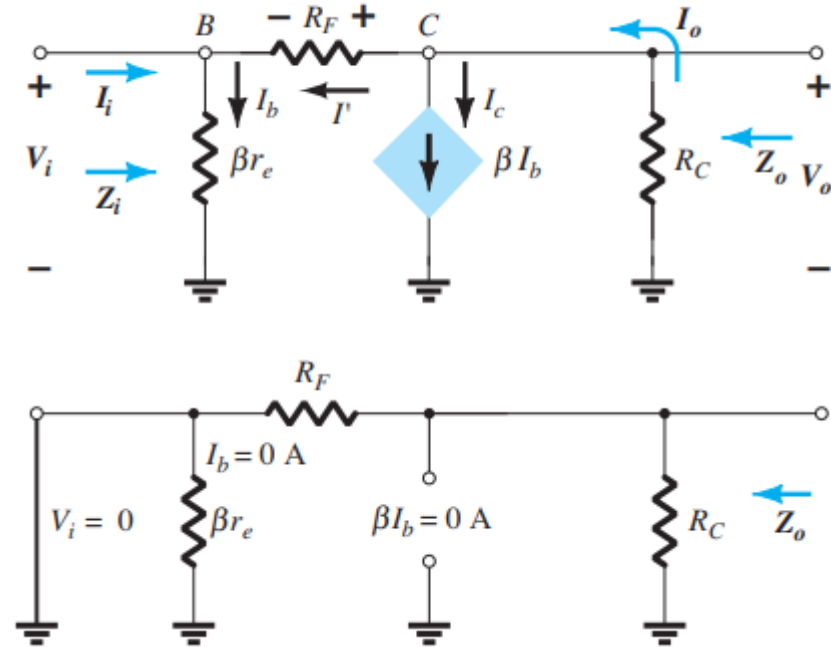 B - R_F + C I_o
+ I_i I_b I' I_c +
V_i Z_i βr_e βI_b R_C Z_o V_o
- -
R_F
I_b = 0 A
V_i = 0 βr_e βI_b = 0 A R_C Z_o